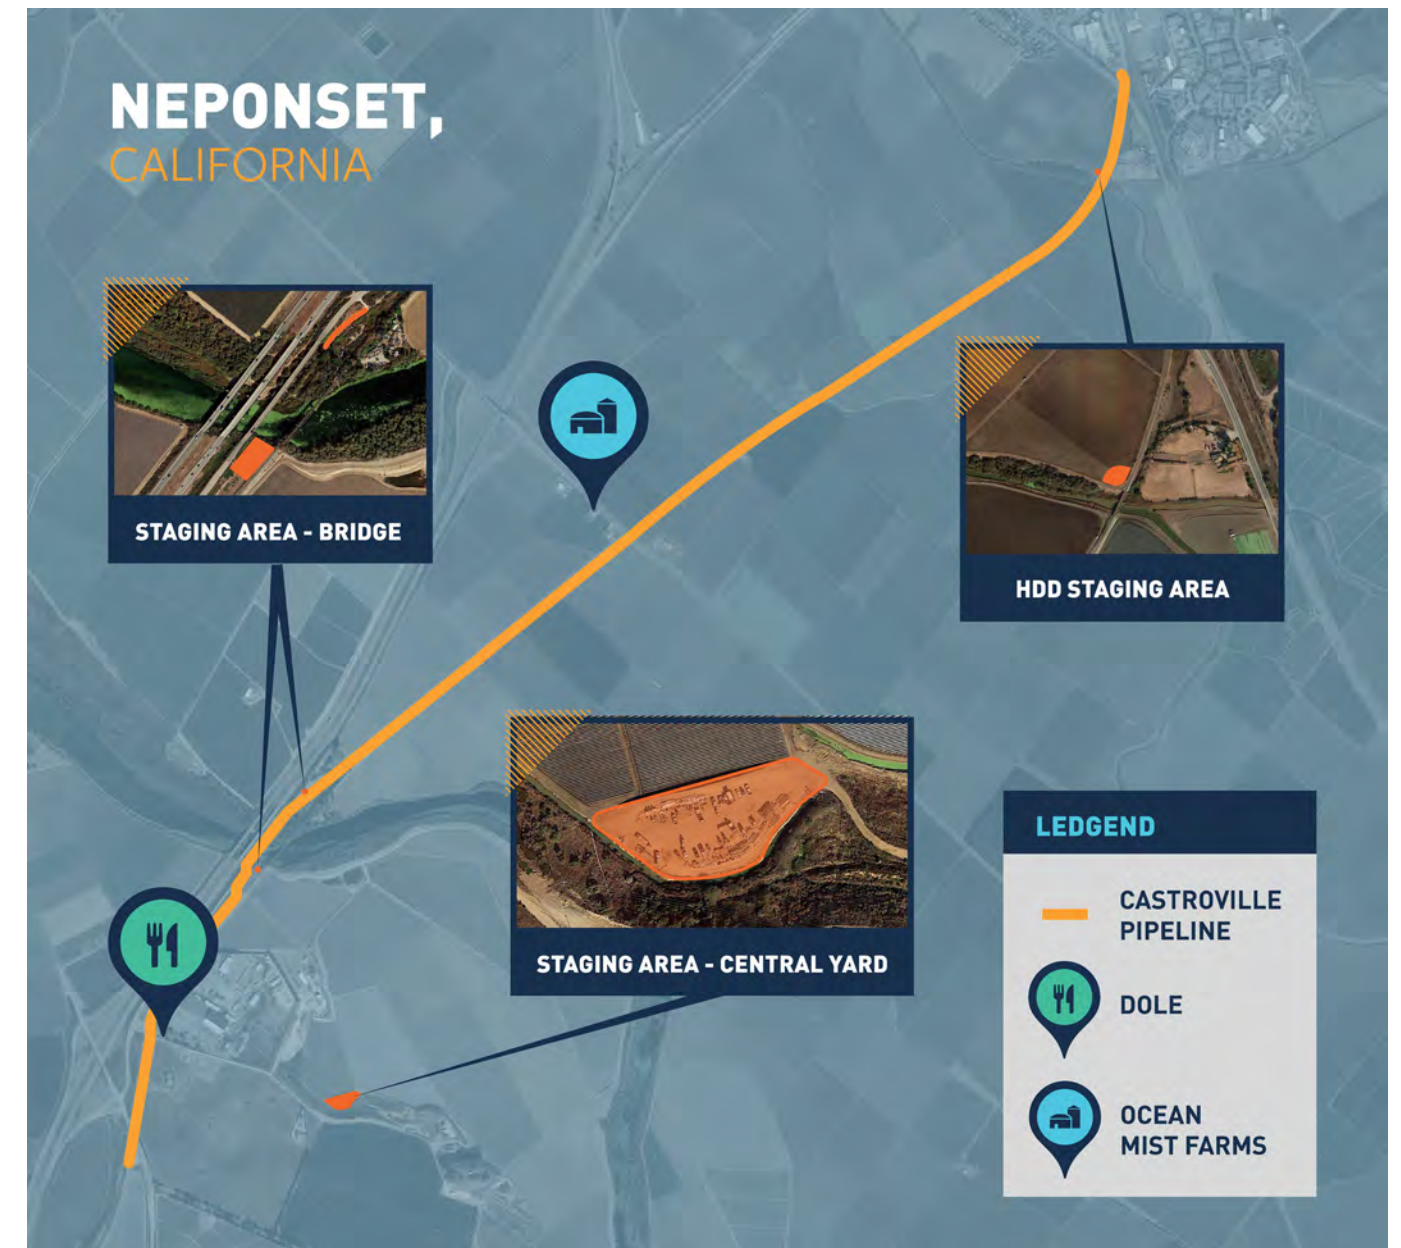 NEPONSET,
CALIFORNIA
STAGING AREA - BRIDGE
HDD STAGING AREA
STAGING AREA - CENTRAL YARD
LEDGEND
CASTROVILLE
PIPELINE
DOLE
OCEAN
MIST FARMS